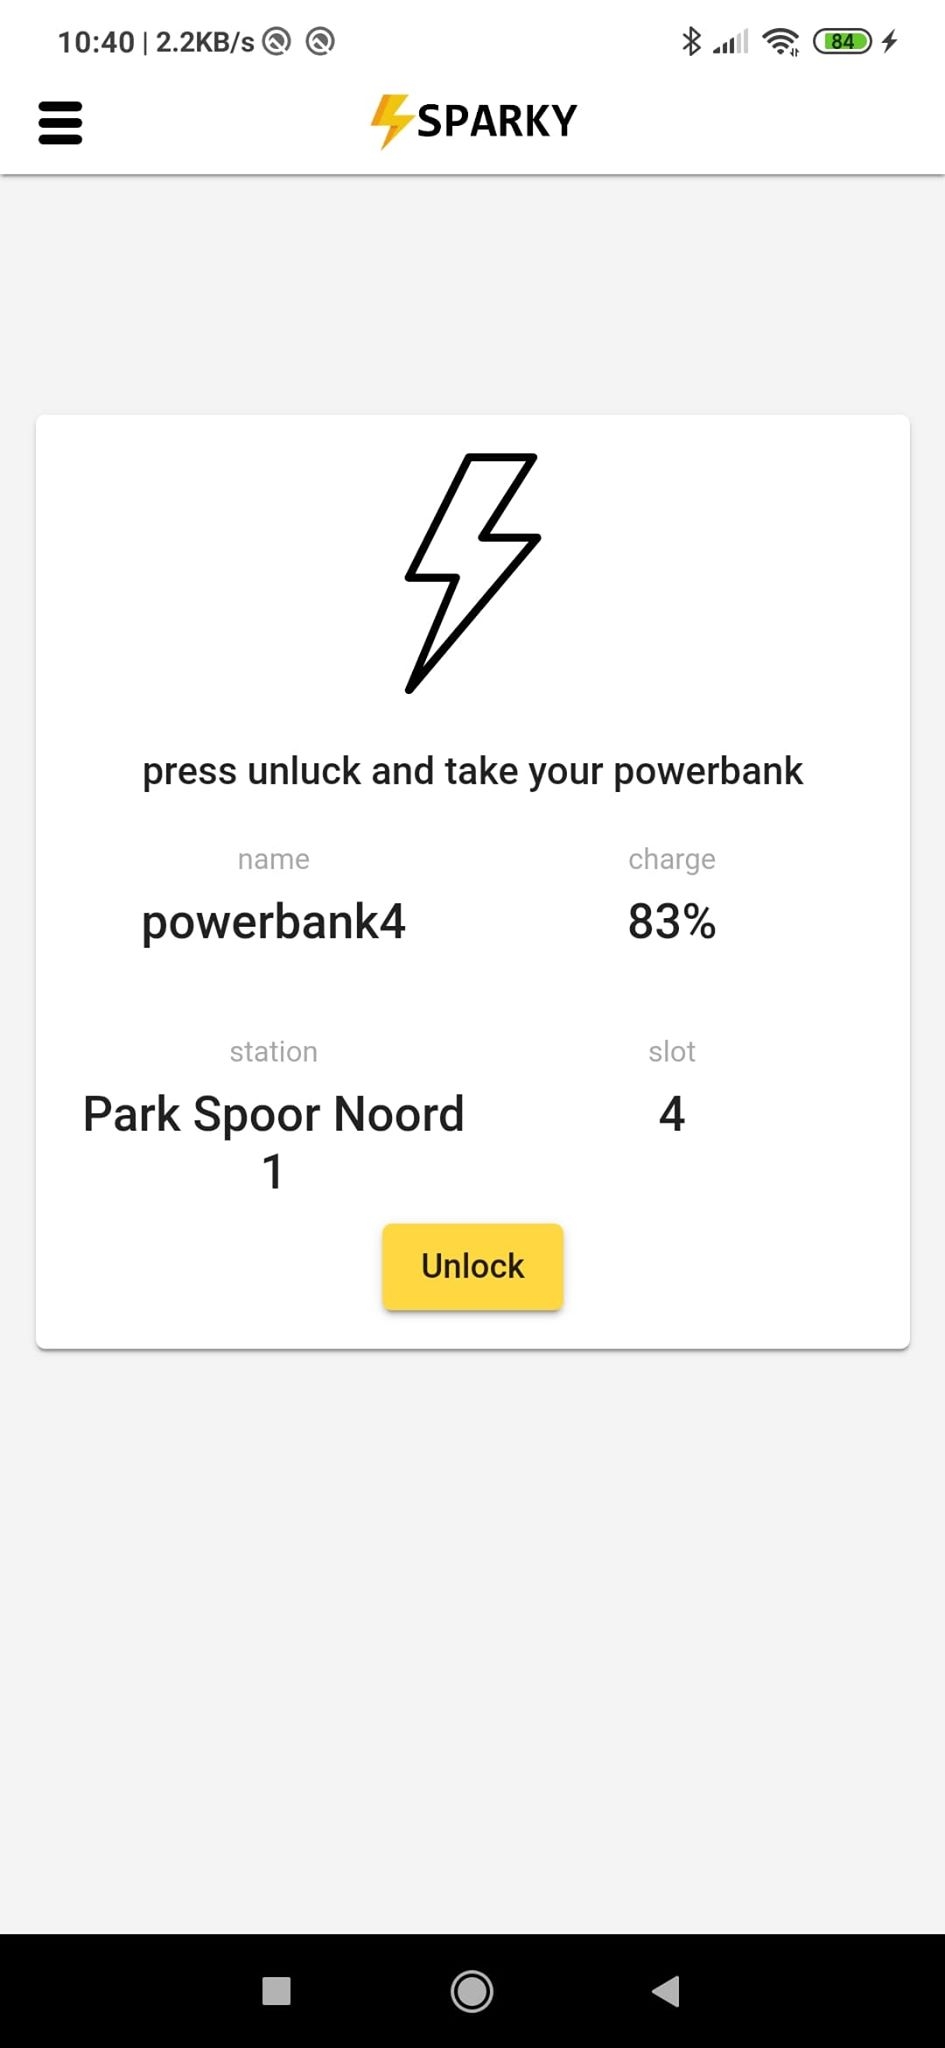 10:40 | 2.2KB/s 84
SPARKY
press unluck and take your powerbank
name charge
powerbank4 83%
station slot
Park Spoor Noord 4
1
Unlock